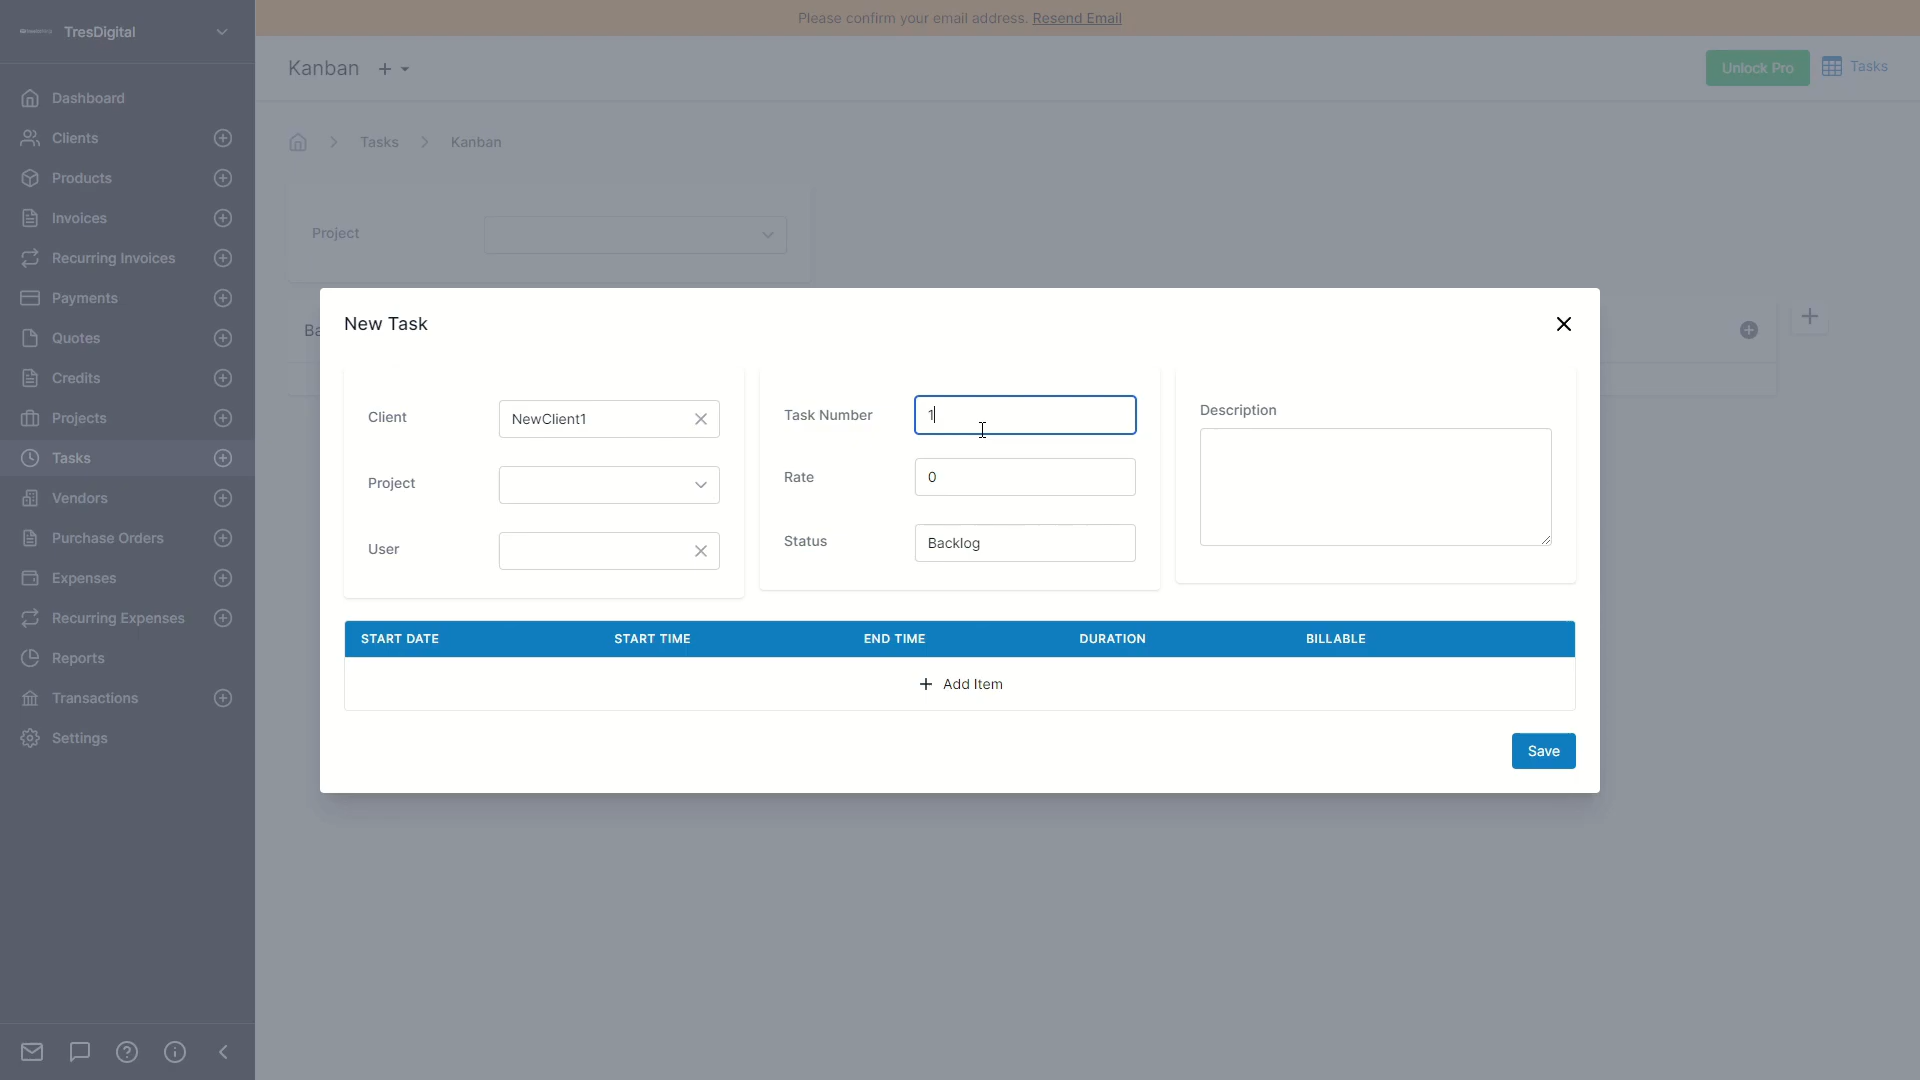 Please confirm your email address. Resend Email
TresDigital
Kanban
Unlock Pro
Tasks
Dashboard
Clients
Products
Invoices
Recurring Invoices
Payments
Quotes
Credits
Projects
Tasks
Vendors
Purchase Orders
Expenses
Recurring Expenses
Reports
Transactions
Settings
Tasks
Kanban
Project
Ba
New Task
Client
NewClient1
Project
User
Task Number
1
Rate
0
Status
Backlog
Description
START DATE START TIME END TIME DURATION BILLABLE
Add Item
Save